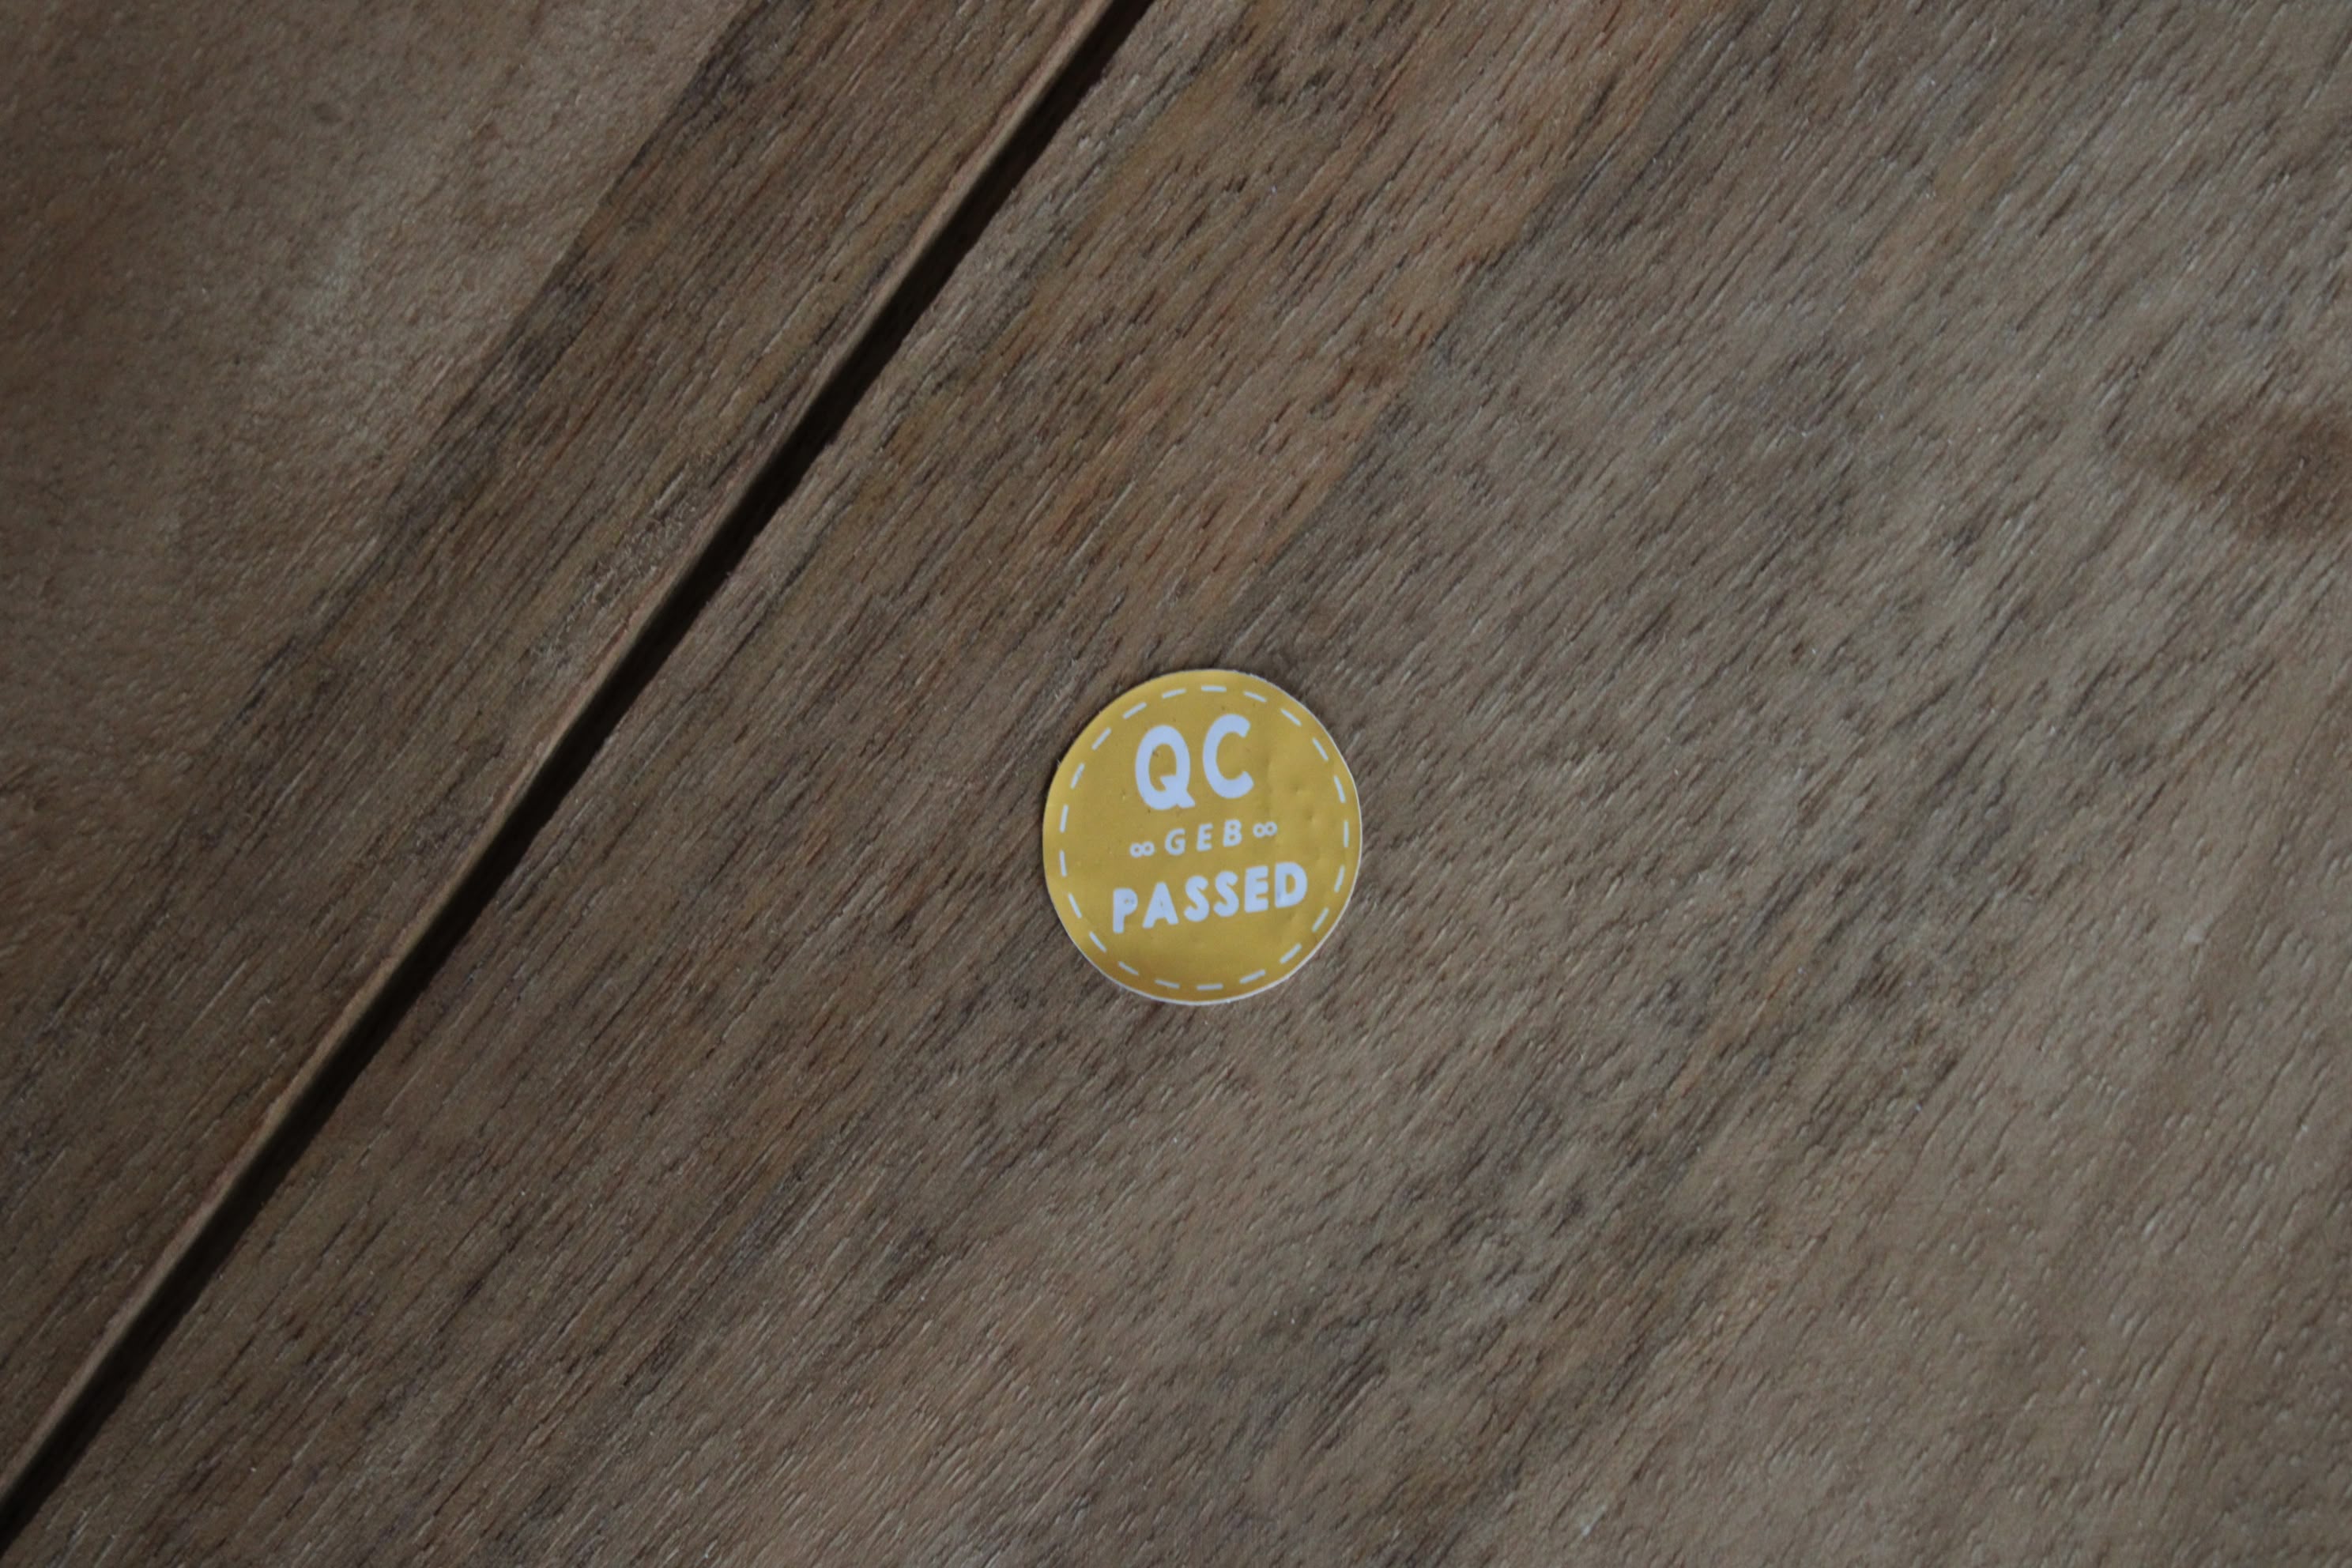 QC
∞ GEB ∞
PASSED